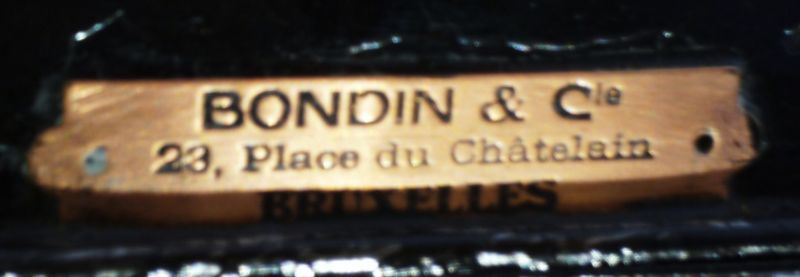 BONDIN & Cie
23, Place du Châtelain
BRUXELLES